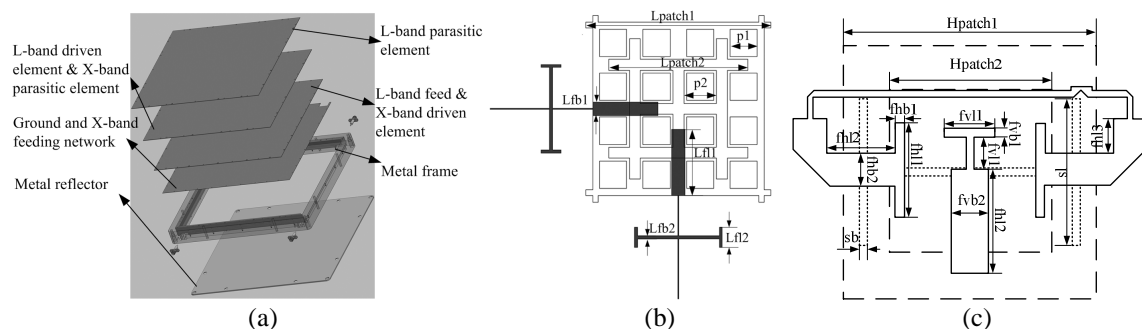 L-band parasitic
element
L-band driven
element & X-band
parasitic element
L-band feed &
X-band driven
element
Ground and X-band
feeding network
Metal frame
Metal reflector
(a)
Lpatch1
p1
Lpatch2
p2
Lfb1
Lfl1
Lfb2
Lfl2
(b)
Hpatch1
Hpatch2
fhb1
fvl1
fvb1
fhl2
fhl1
fvl1
fhl3
fhb2
sl
fvb2
fhl2
sb
(c)